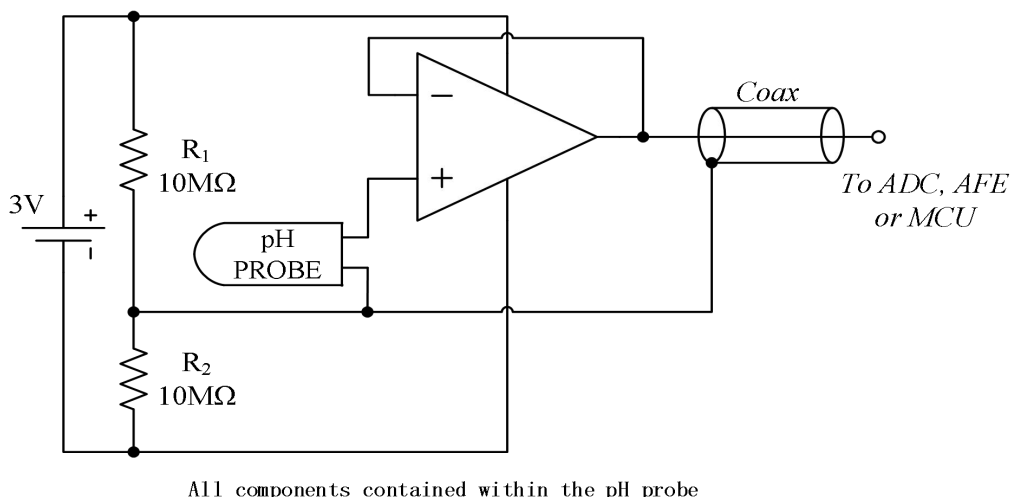 Coax
R₁
10MΩ
3V
+
−
−
+
To ADC, AFE
or MCU
pH
PROBE
R₂
10MΩ
All components contained within the pH probe